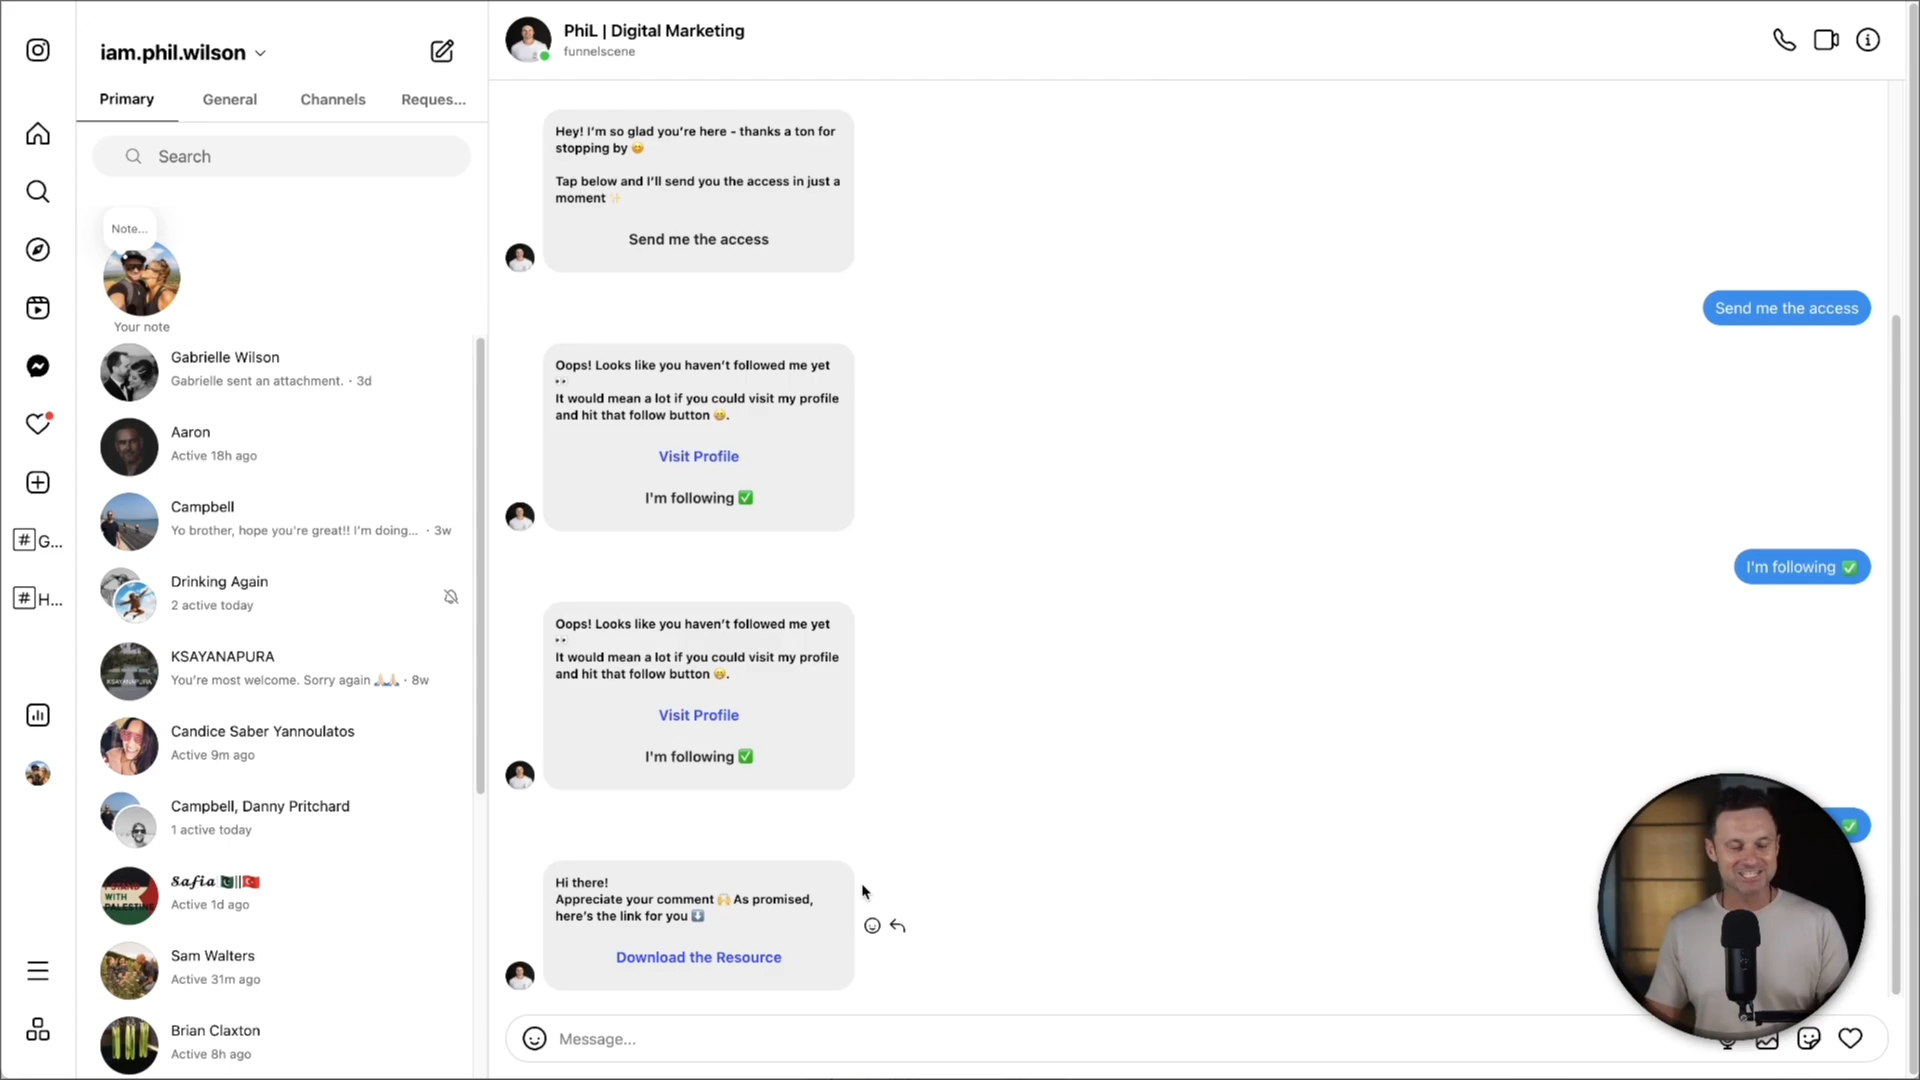 iam.phil.wilson
Primary
General
Channels
Reques...
Search
Note...
Your note
Gabrielle Wilson
Gabrielle sent an attachment. · 3d
Aaron
Active 18h ago
Campbell
Yo brother, hope you're great!! I'm doing... · 3w
Drinking Again
2 active today
KSAYANAPURA
You're most welcome. Sorry again 🙏🏻🙏🏻 · 8w
Candice Saber Yannoulatos
Active 9m ago
Campbell, Danny Pritchard
1 active today
𝓢𝓪𝓯𝓲𝓪 🇵🇰||🇹🇷
Active 1d ago
Sam Walters
Active 31m ago
Brian Claxton
Active 8h ago
# G...
# H...
KSAYANAPURA
WITH
PALESTINE
PhiL | Digital Marketing
funnelscene
Hey! I'm so glad you're here - thanks a ton for
stopping by 😊
Tap below and I'll send you the access in just a
moment ✨
Send me the access
Send me the access
Oops! Looks like you haven't followed me yet
👀
It would mean a lot if you could visit my profile
and hit that follow button 😁.
Visit Profile
I'm following ✅
I'm following ✅
Oops! Looks like you haven't followed me yet
👀
It would mean a lot if you could visit my profile
and hit that follow button 😁.
Visit Profile
I'm following ✅
✅
Hi there!
Appreciate your comment 🙌 As promised,
here's the link for you ⬇️
Download the Resource
Message...